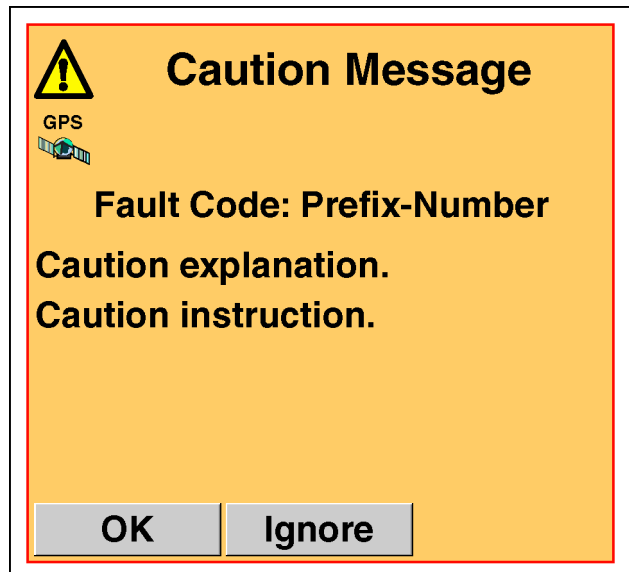 Caution Message
GPS
Fault Code: Prefix-Number
Caution explanation.
Caution instruction.
OK
Ignore